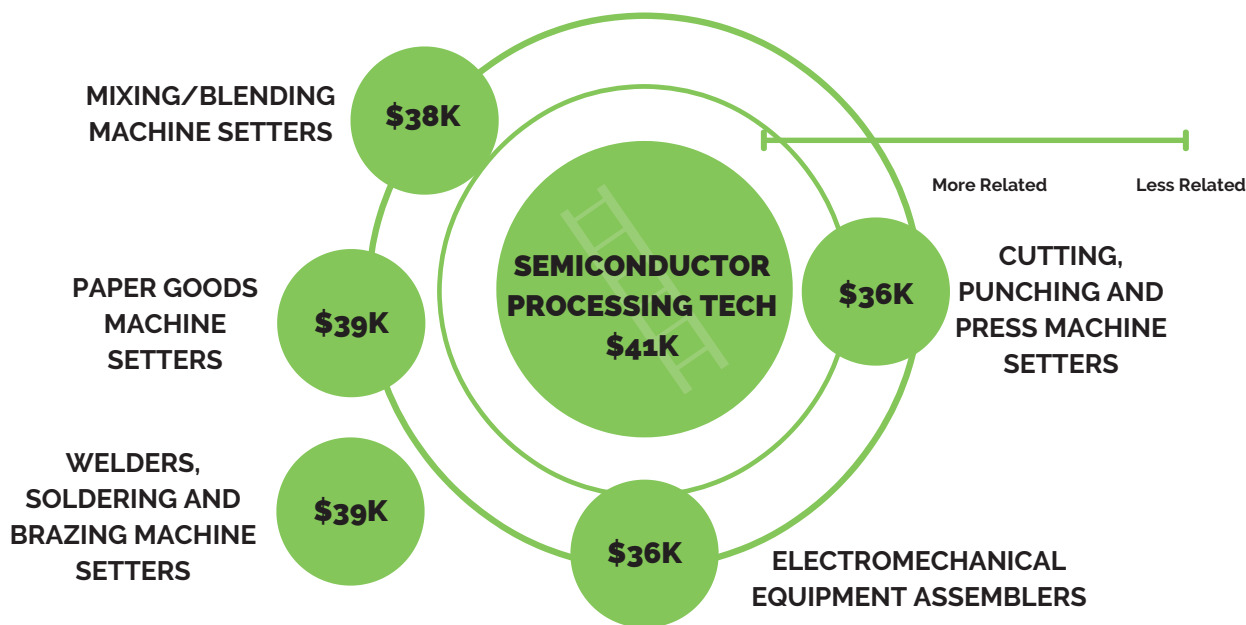 MIXING/BLENDING
MACHINE SETTERS
$38K
More Related
Less Related
SEMICONDUCTOR
PROCESSING TECH
$41K
$36K
CUTTING,
PUNCHING AND
PRESS MACHINE
SETTERS
PAPER GOODS
MACHINE
SETTERS
$39K
WELDERS,
SOLDERING AND
BRAZING MACHINE
SETTERS
$39K
$36K
ELECTROMECHANICAL
EQUIPMENT ASSEMBLERS